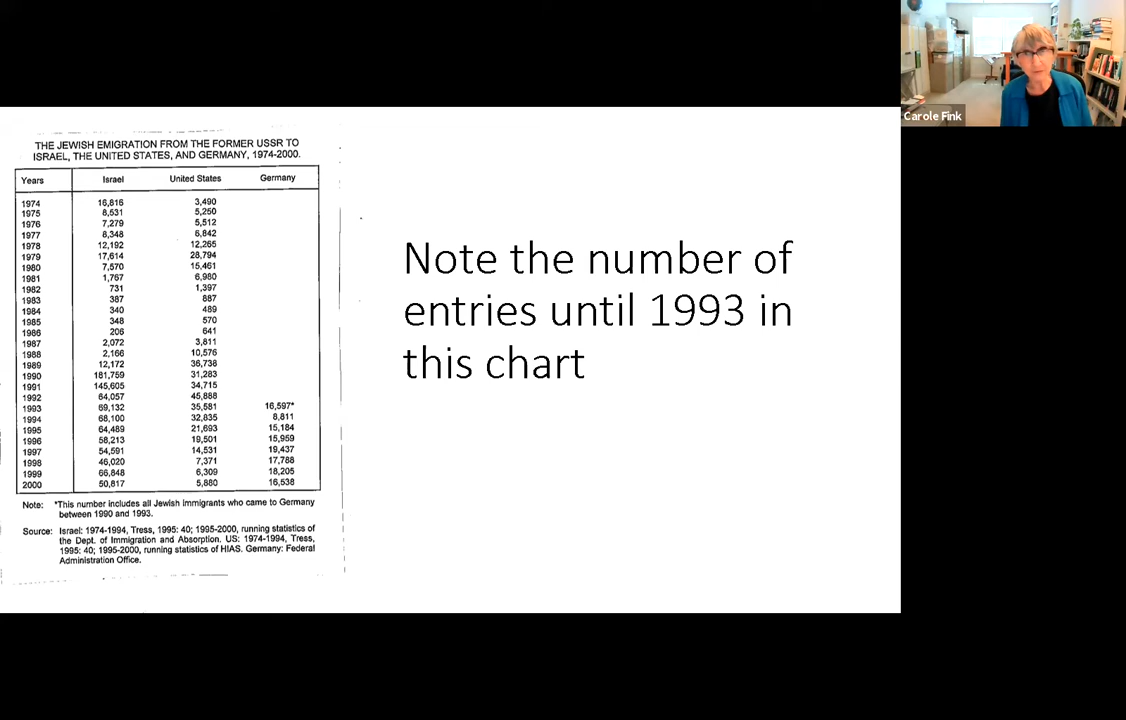 THE JEWISH EMIGRATION FROM THE FORMER USSR TO
ISRAEL, THE UNITED STATES, AND GERMANY, 1974-2000.
Years Israel United States Germany
1974 16,816 3,490
1975 8,531 5,250
1976 7,279 5,512
1977 8,348 6,842
1978 12,192 12,265
1979 17,614 28,794
1980 7,570 15,461
1981 1,767 6,980
1982 731 1,397
1983 387 887
1984 340 489
1985 348 570
1986 206 641
1987 2,072 3,811
1988 2,166 10,576
1989 12,172 36,738
1990 181,759 31,283
1991 145,605 34,715
1992 64,057 45,888
1993 69,132 35,581 16,597*
1994 68,100 32,835 8,811
1995 64,489 21,693 15,184
1996 58,213 19,501 15,959
1997 54,591 14,531 19,437
1998 46,020 7,371 17,788
1999 66,848 6,309 18,205
2000 50,817 5,880 16,538
Note: *This number includes all Jewish immigrants who came to Germany
between 1990 and 1993.
Source: Israel: 1974-1994, Tress, 1995: 40; 1995-2000, running statistics of
the Dept. of Immigration and Absorption. US: 1974-1994, Tress,
1995: 40; 1995-2000, running statistics of HIAS. Germany: Federal
Administration Office.
Note the number of
entries until 1993 in
this chart
Carole Fink